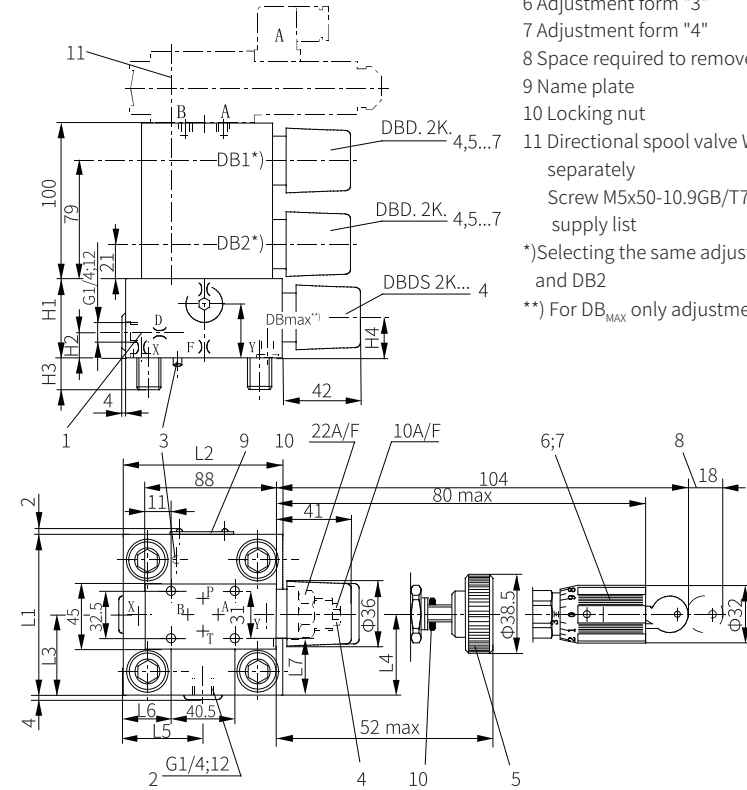 6 Adjustment form "3"
7 Adjustment form "4"
8 Space required to remove
9 Name plate
10 Locking nut
11 Directional spool valve
separately
Screw M5x50-10.9GB/T7
supply list
*)Selecting the same adjust
and DB2
**) For DBMAX only adjustme
A
11
B A
DBD. 2K. 4,5...7
DB1*)
100
79
DBD. 2K. 4,5...7
DB2*)
21
G1/4;12
DBDS 2K... 4
H1
D
DBmax**)
H2
X F Y
H4
H3
4
42
1 3 9 10 22A/F 10A/F 6;7 8
L2
88
104
18
11
80 max
2
41
L1
45
32.5
L3
X B P A T Y
31
Φ36
Φ38.5
3
21 0 98
Φ32
L7
L4
L6 40.5
4
L5
52 max
G1/4;12
2 4 10 5